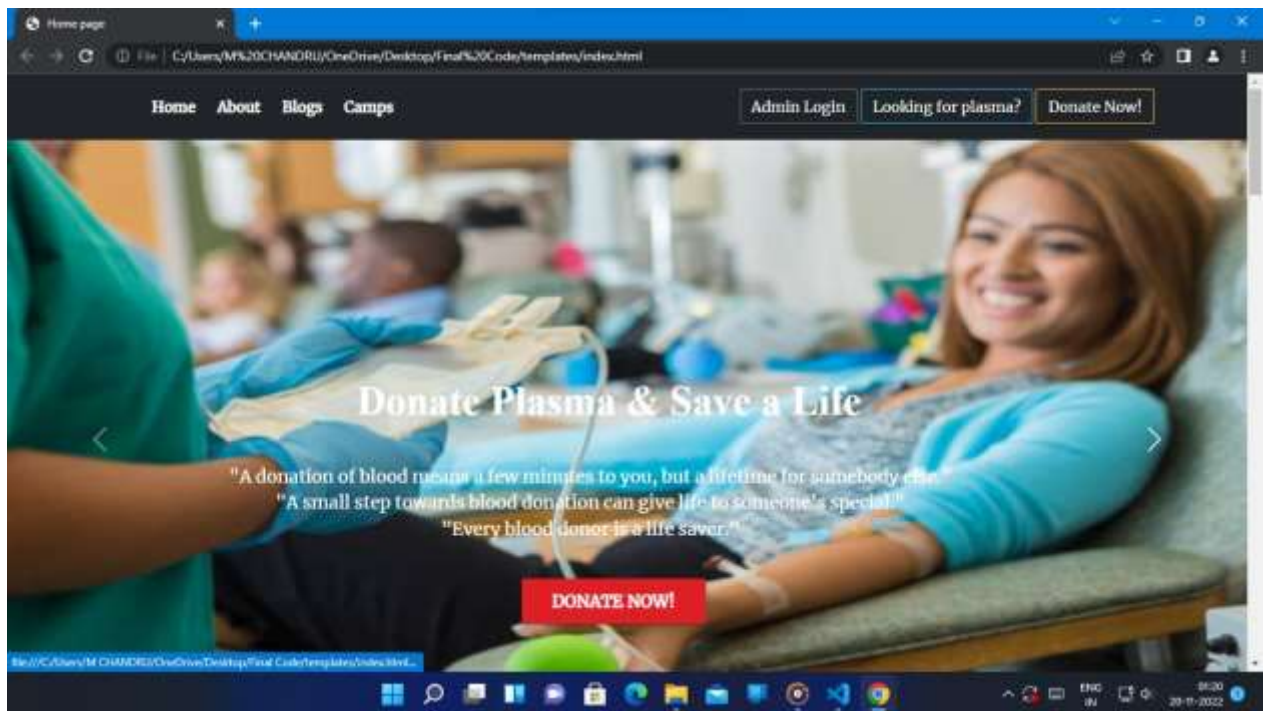 Home page
File C:/Users/M%20CHANDRU/OneDrive/Desktop/Final%20Code/templates/index.html
Home About Blogs Camps Admin Login Looking for plasma? Donate Now!
Donate Plasma & Save a Life
"A donation of blood means a few minutes to you, but a lifetime for somebody else."
"A small step towards blood donation can give life to someone's special."
"Every blood donor is a life saver."
DONATE NOW!
file:///C:/Users/M CHANDRU/OneDrive/Desktop/Final Code/templates/index.html...
ENG 01:20
IN 20-11-2022